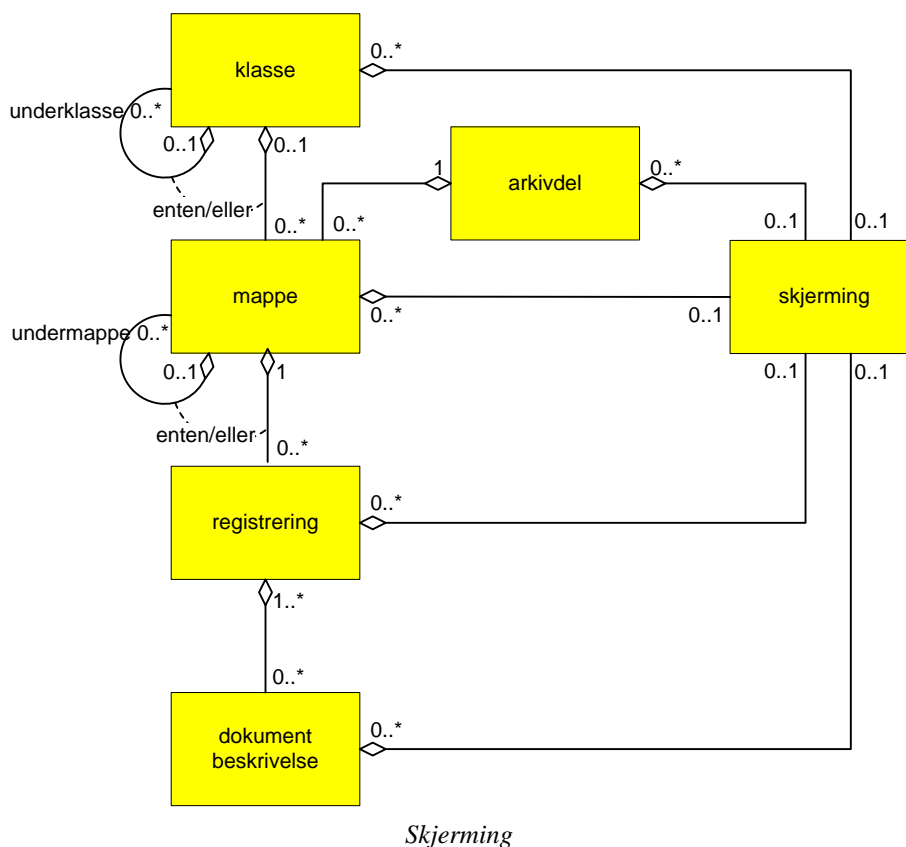 klasse
0..*
underklasse 0..*
0..1
0..1
enten/eller
0..*
1
arkivdel
0..*
0..*
0..1
0..1
mappe
0..*
0..1
skjerming
undermappe 0..*
0..1
1
0..1
0..1
enten/eller
0..*
registrering
0..*
1..*
0..*
dokument
beskrivelse
0..*
Skjerming